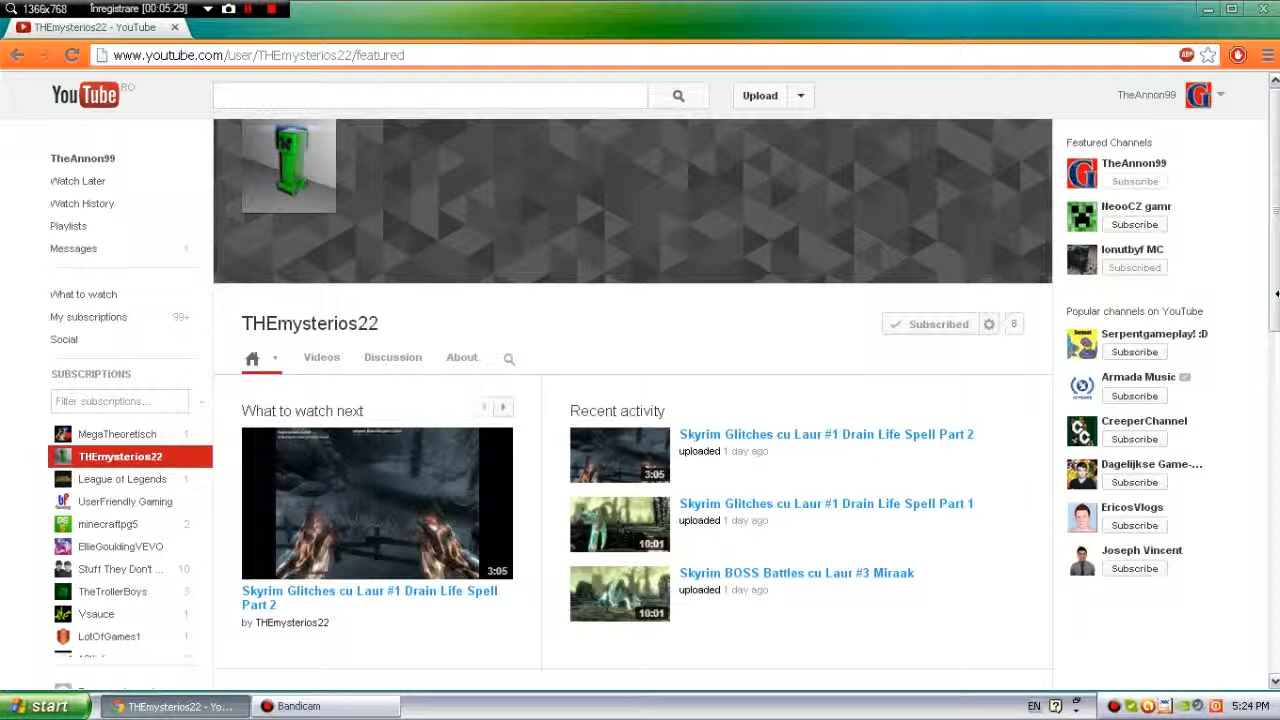 1366x768 Înregistrare [00:05:29]
THEmysterios22 - YouTube
www.youtube.com/user/THEmysterios22/featured
ABP
YouTube RO
Upload
TheAnnon99
TheAnnon99
Watch Later
Watch History
Playlists
Messages 1
What to watch
My subscriptions 99+
Social
SUBSCRIPTIONS
Filter subscriptions...
MegaTheoretisch 1
THEmysterios22
League of Legends 1
UserFriendly Gaming
minecraftpg5 2
EllieGouldingVEVO
Stuff They Don't ... 10
TheTrollerBoys 3
Vsauce 1
LotOfGames1 1
THEmysterios22
Subscribed 8
Videos Discussion About
What to watch next
3:05
Skyrim Glitches cu Laur #1 Drain Life Spell
Part 2
by THEmysterios22
Recent activity
Skyrim Glitches cu Laur #1 Drain Life Spell Part 2
uploaded 1 day ago
3:05
Skyrim Glitches cu Laur #1 Drain Life Spell Part 1
uploaded 1 day ago
10:01
Skyrim BOSS Battles cu Laur #3 Miraak
uploaded 1 day ago
10:01
Featured Channels
TheAnnon99
Subscribe
NeooCZ gamr
Subscribe
Ionutbyf MC
Subscribed
Popular channels on YouTube
Serpentgameplay! :D
Subscribe
Armada Music
Subscribe
CreeperChannel
Subscribe
Dagelijkse Game-...
Subscribe
EricosVlogs
Subscribe
Joseph Vincent
Subscribe
start
THEmysterios22 - Yo...
Bandicam
EN
5:24 PM